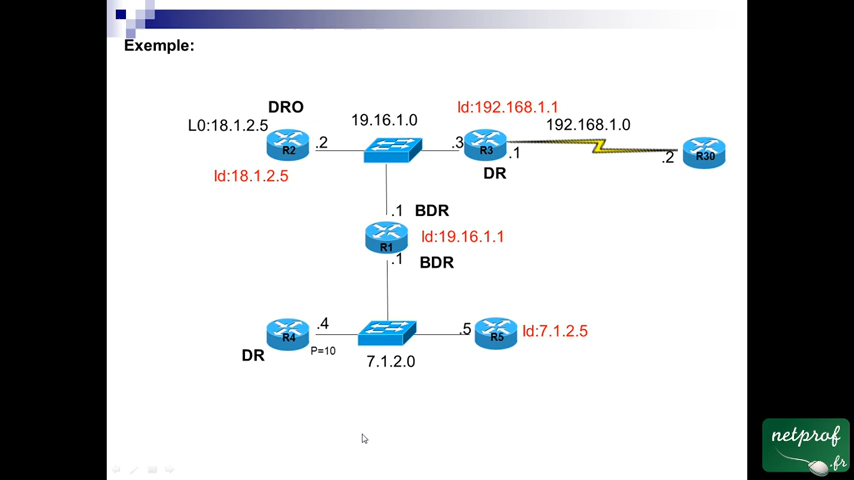 Exemple:
DRO
Id:192.168.1.1
L0:18.1.2.5
19.16.1.0
192.168.1.0
.2
.3
.1
.2
R2
R3
R30
Id:18.1.2.5
DR
.1
BDR
Id:19.16.1.1
R1
.1
BDR
.4
.5
Id:7.1.2.5
R4
R5
DR
P=10
7.1.2.0
netprof
.fr